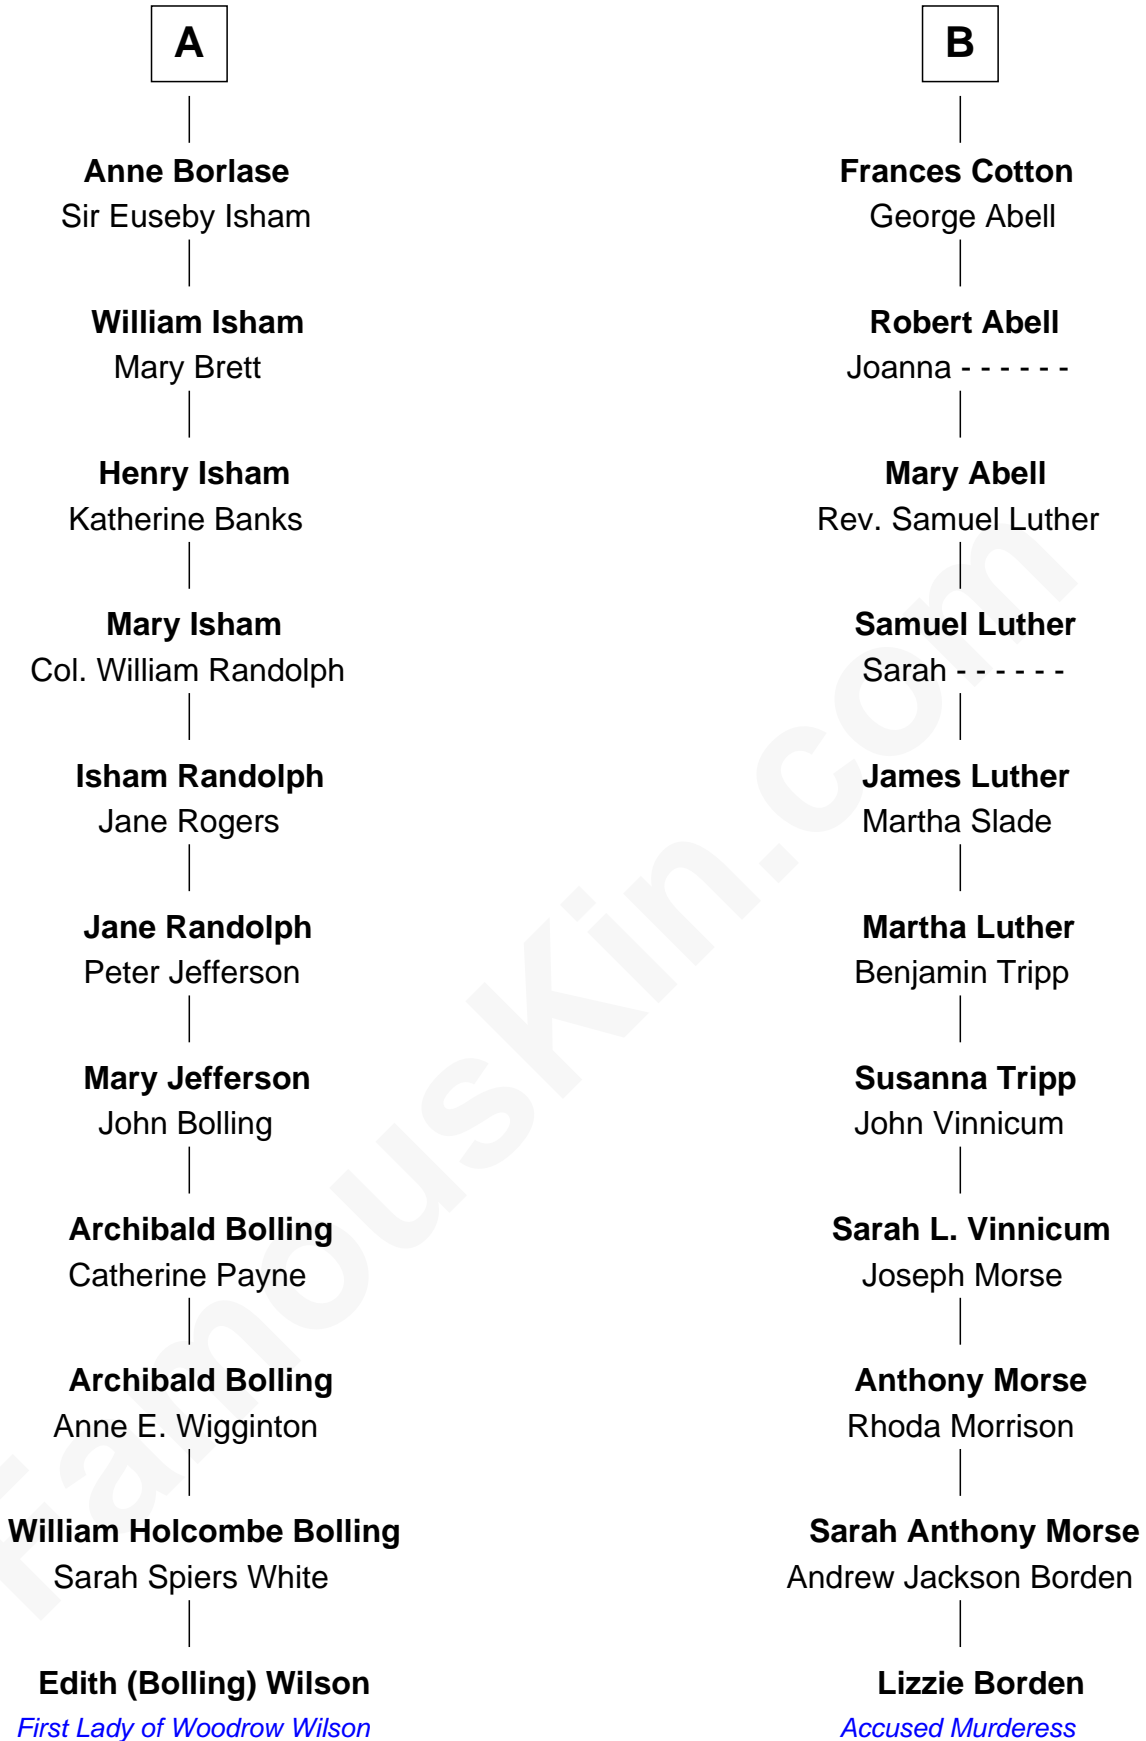 A
Anne Borlase
Sir Euseby Isham
William Isham
Mary Brett
Henry Isham
Katherine Banks
Mary Isham
Col. William Randolph
Isham Randolph
Jane Rogers
Jane Randolph
Peter Jefferson
Mary Jefferson
John Bolling
Archibald Bolling
Catherine Payne
Archibald Bolling
Anne E. Wigginton
William Holcombe Bolling
Sarah Spiers White
Edith (Bolling) Wilson
First Lady of Woodrow Wilson
B
Frances Cotton
George Abell
Robert Abell
Joanna - - - - - -
Mary Abell
Rev. Samuel Luther
Samuel Luther
Sarah - - - - - -
James Luther
Martha Slade
Martha Luther
Benjamin Tripp
Susanna Tripp
John Vinnicum
Sarah L. Vinnicum
Joseph Morse
Anthony Morse
Rhoda Morrison
Sarah Anthony Morse
Andrew Jackson Borden
Lizzie Borden
Accused Murderess
FamousKin.com